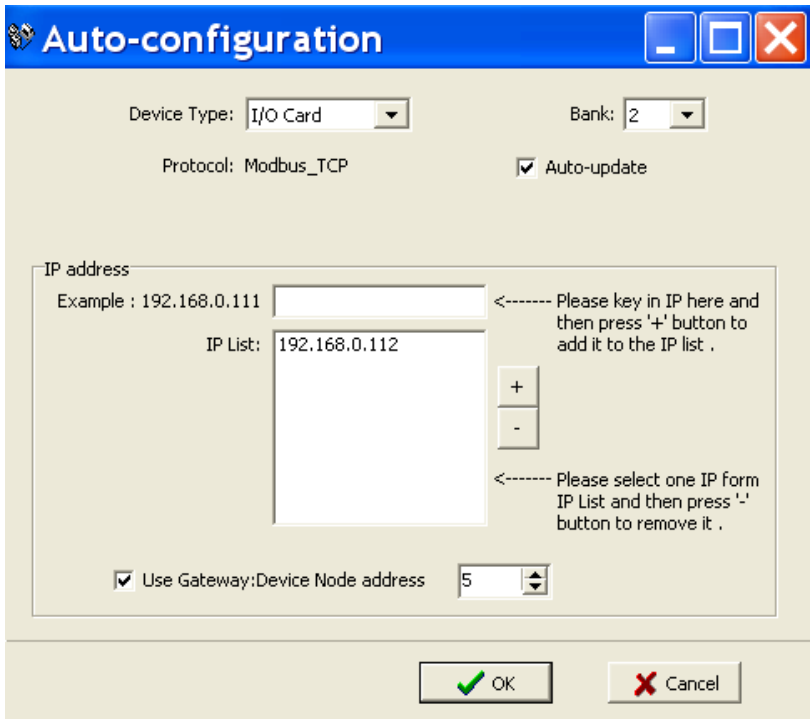 Auto-configuration
Device Type: I/O Card
Bank: 2
Protocol: Modbus_TCP
Auto-update
IP address
Example : 192.168.0.111
<------- Please key in IP here and
then press '+' button to
add it to the IP list .
IP List: 192.168.0.112
+
-
<------- Please select one IP form
IP List and then press '-'
button to remove it .
Use Gateway:Device Node address 5
OK
Cancel